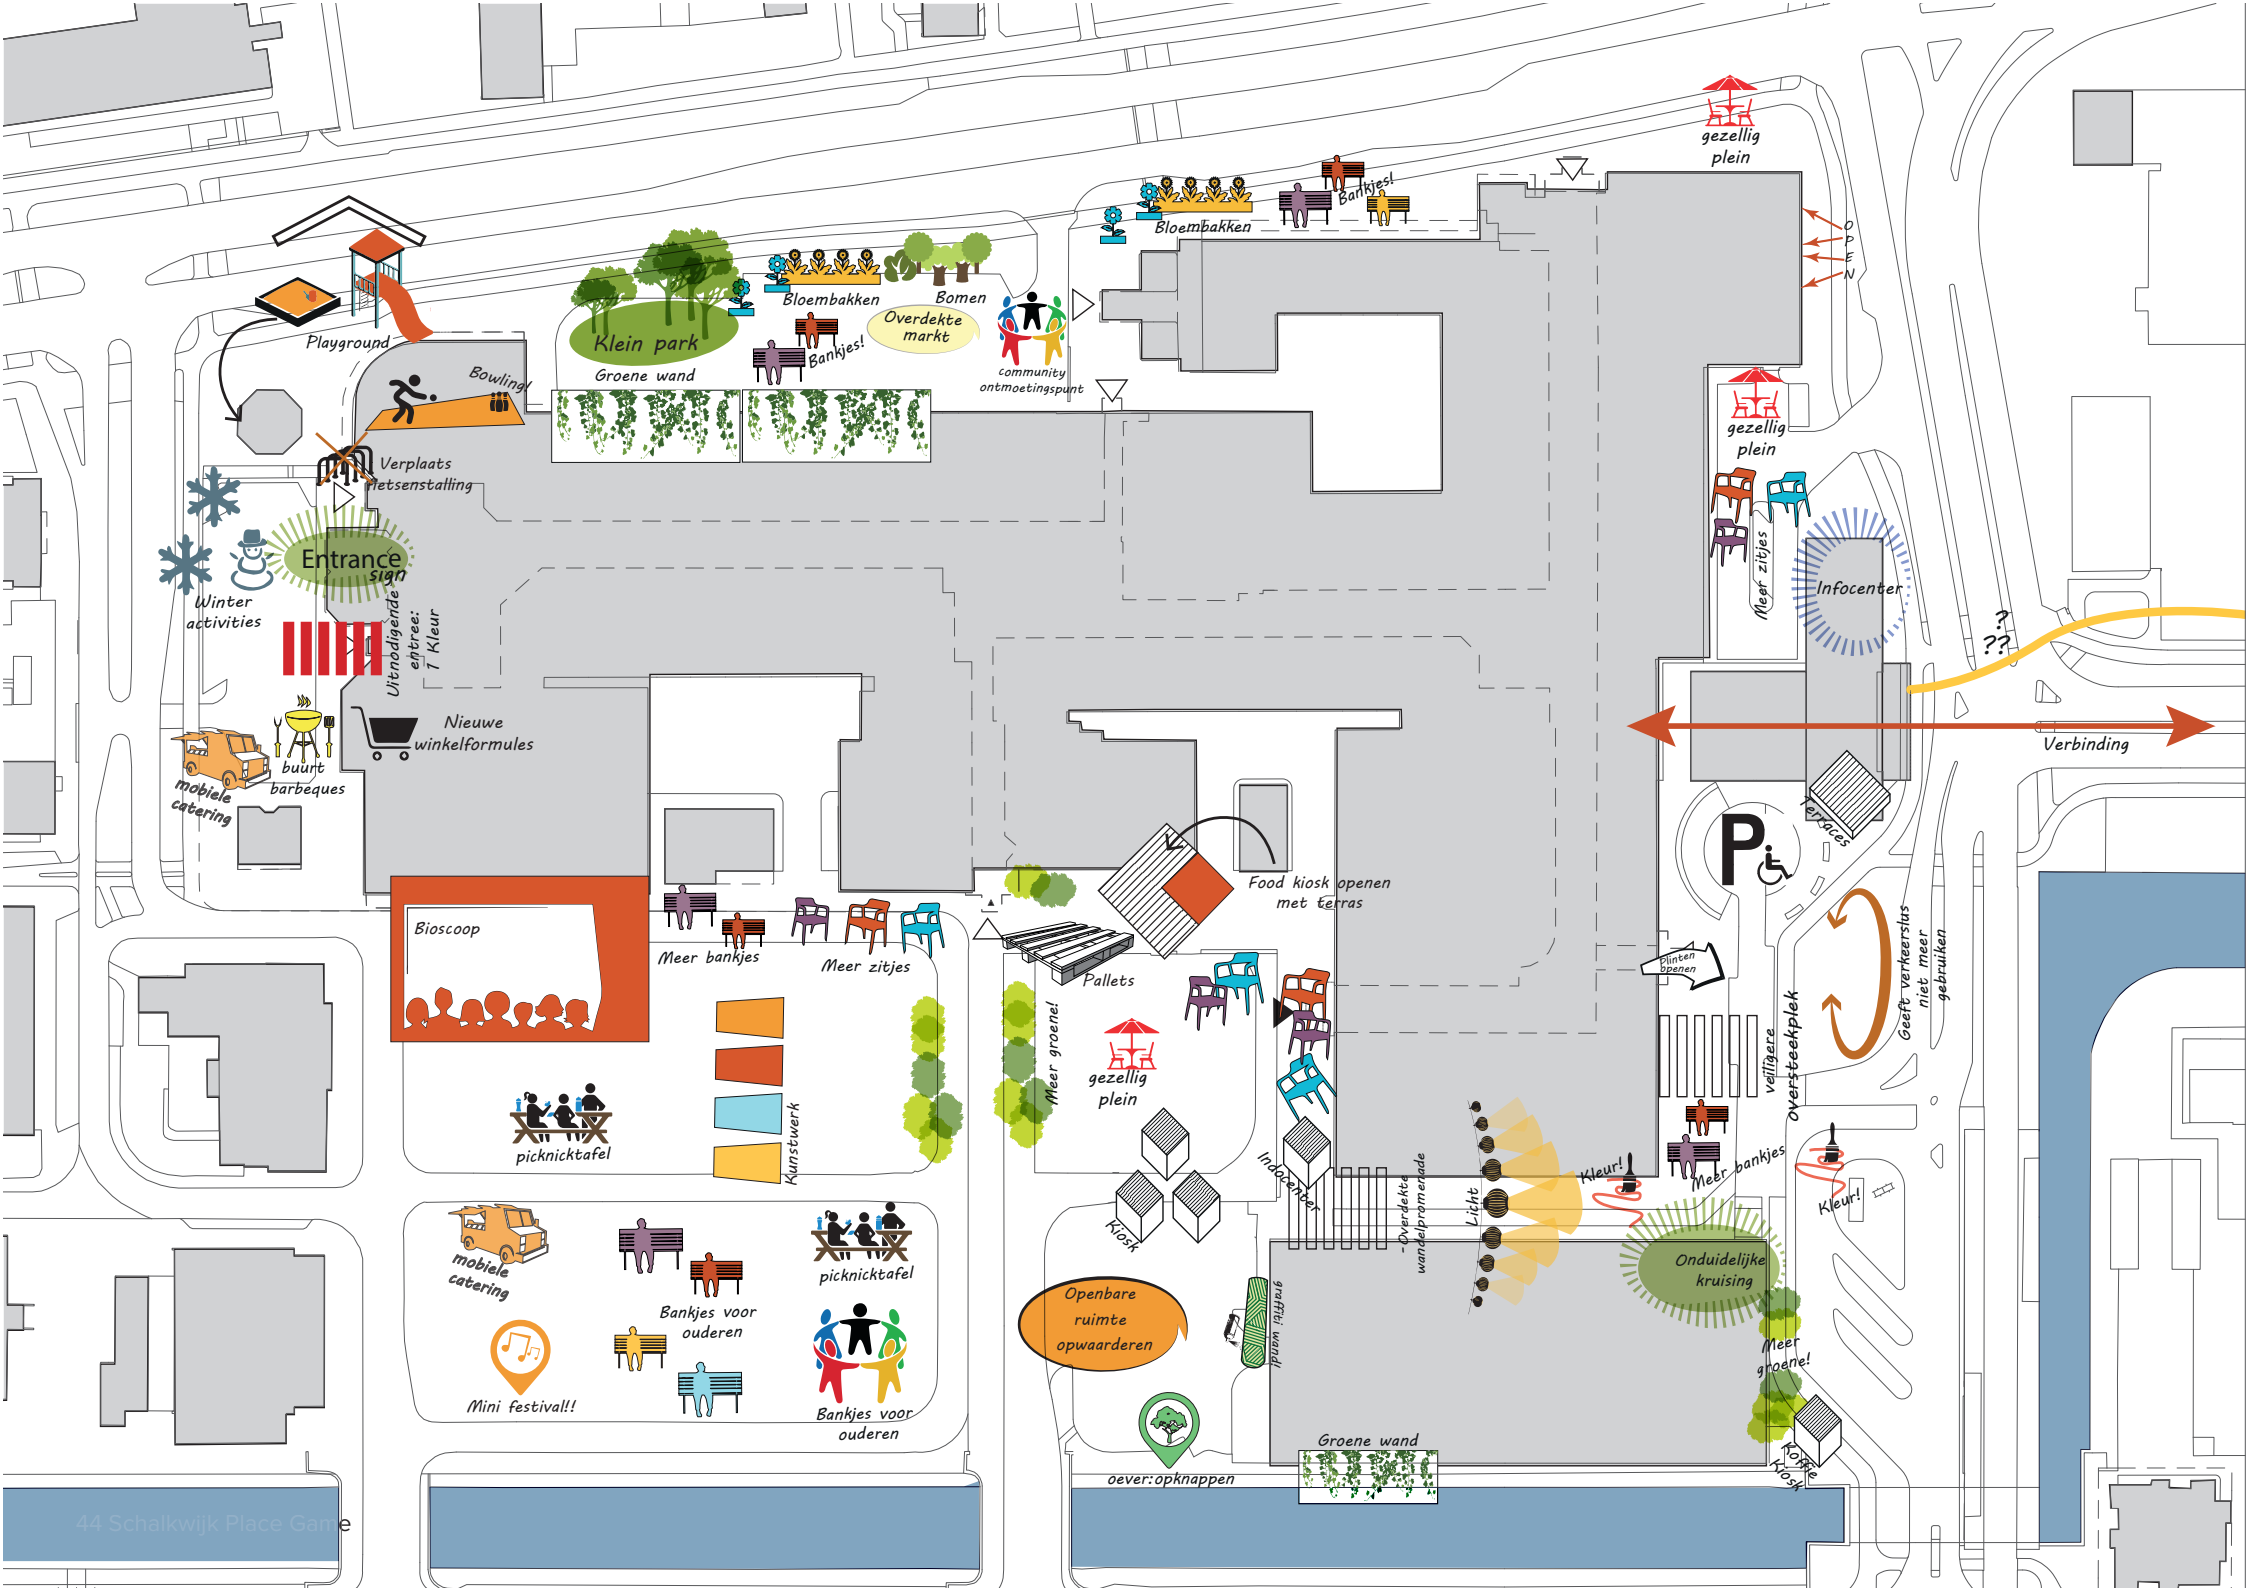 gezellig
plein
Bankjes!
Bloembakken
O
P
E
N
Playground
Bloembakken
Bomen
Overdekte
markt
Klein park
Bankjes!
Groene wand
community
ontmoetingspunt
Bowling!
Verplaats
fietsenstalling
gezellig
plein
Meer zitjes
Infocenter
Entrance
sign
Winter
activities
Uitnodigende
entree:
1 Kleur
?
??
Verbinding
Nieuwe
winkelformules
buurt
barbeques
mobiele
catering
Terraces
P
Food kiosk openen
met terras
Bioscoop
Meer bankjes
Meer zitjes
Pallets
Plinten
openen
Geeft verkeerslus
niet meer
gebruiken
Meer groene!
gezellig
plein
veiligere
oversteekplek
picknicktafel
Kunstwerk
Kiosk
Indocenter
-Overdekte
wandelpromenade
Licht
Kleur!
Meer bankjes
Kleur!
Onduidelijke
kruising
mobiele
catering
picknicktafel
Bankjes voor
ouderen
Mini festival!!
Bankjes voor
ouderen
Openbare
ruimte
opwaarderen
graffiti wand!
Meer
groene!
Groene wand
oever:opknappen
Koffie
Kiosk
44 Schalkwijk Place Game